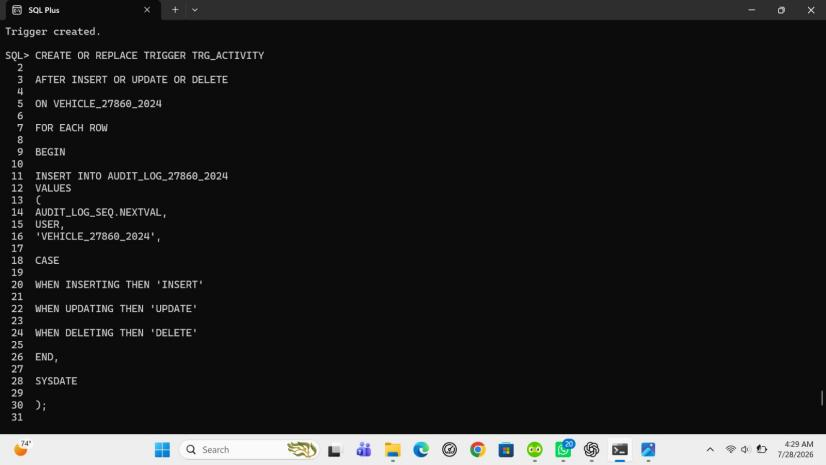 SQL Plus
Trigger created.
SQL> CREATE OR REPLACE TRIGGER TRG_ACTIVITY
2
3 AFTER INSERT OR UPDATE OR DELETE
4
5 ON VEHICLE_27860_2024
6
7 FOR EACH ROW
8
9 BEGIN
10
11 INSERT INTO AUDIT_LOG_27860_2024
12 VALUES
13 (
14 AUDIT_LOG_SEQ.NEXTVAL,
15 USER,
16 'VEHICLE_27860_2024',
17
18 CASE
19
20 WHEN INSERTING THEN 'INSERT'
21
22 WHEN UPDATING THEN 'UPDATE'
23
24 WHEN DELETING THEN 'DELETE'
25
26 END,
27
28 SYSDATE
29
30 );
31
74°
Search
20
4:29 AM
7/28/2026